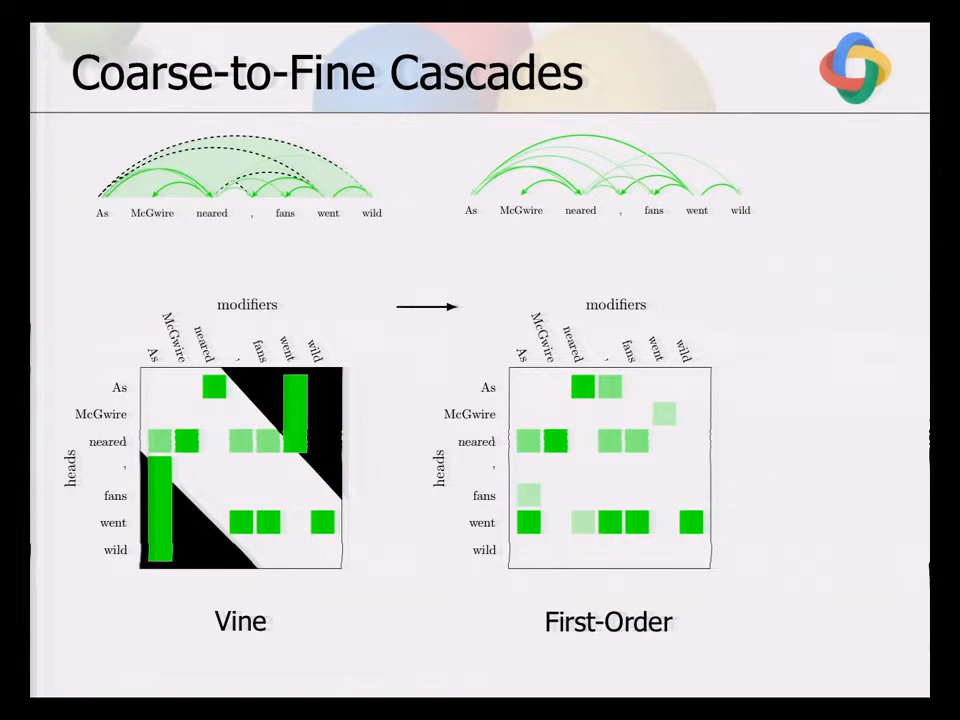 Coarse-to-Fine Cascades
As McGwire neared , fans went wild
As McGwire neared , fans went wild
modifiers
As McGwire neared , fans went wild
heads
As
McGwire
neared
,
fans
went
wild
Vine
modifiers
As McGwire neared , fans went wild
heads
As
McGwire
neared
,
fans
went
wild
First-Order